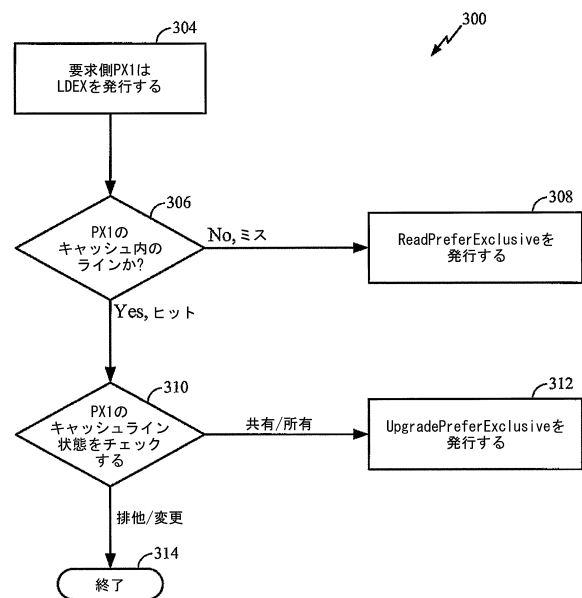 300
304
要求側PX1は
LDEXを発行する
306
PX1の
キャッシュ内の
ラインか?
No,ミス
308
ReadPreferExclusiveを
発行する
Yes,ヒット
310
PX1の
キャッシュライン
状態をチェック
する
共有/所有
312
UpgradePreferExclusiveを
発行する
排他/変更
314
終了